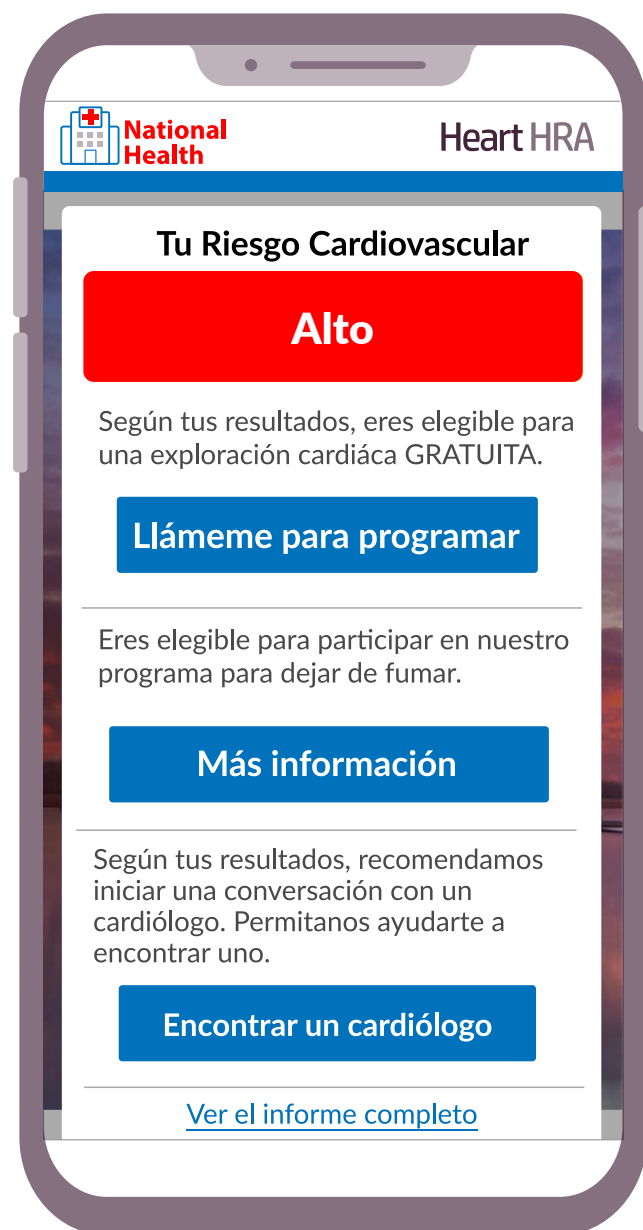 National
Health
Heart HRA
Tu Riesgo Cardiovascular
Alto
Según tus resultados, eres elegible para
una exploración cardiáca GRATUITA.
Llámeme para programar
Eres elegible para participar en nuestro
programa para dejar de fumar.
Más información
Según tus resultados, recomendamos
iniciar una conversación con un
cardiólogo. Permitanos ayudarte a
encontrar uno.
Encontrar un cardiólogo
Ver el informe completo